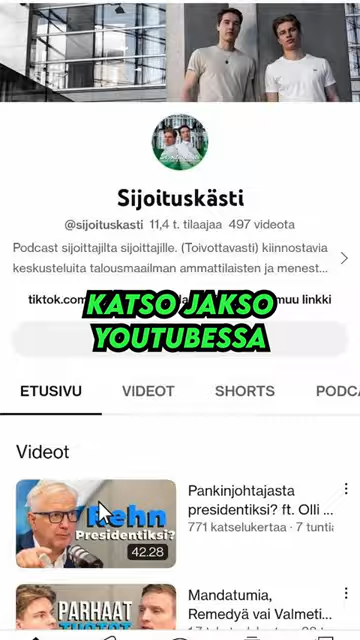 Sijoituskästi
@sijoituskasti 11,4 t. tilaajaa 497 videota
Podcast sijoittajilta sijoittajille. (Toivottavasti) kiinnostavia
keskusteluita talousmaailman ammattilaisten ja menest...
tiktok.com muu linkki
KATSO JAKSO
YOUTUBESSA
ETUSIVU VIDEOT SHORTS PODC
Videot
Rehn
Presidentiksi?
42.28
Pankinjohtajasta
presidentiksi? ft. Olli ...
771 katselukertaa · 7 tuntia
PARHAAT
TUOTOT
Mandatumia,
Remedyä vai Valmeti...